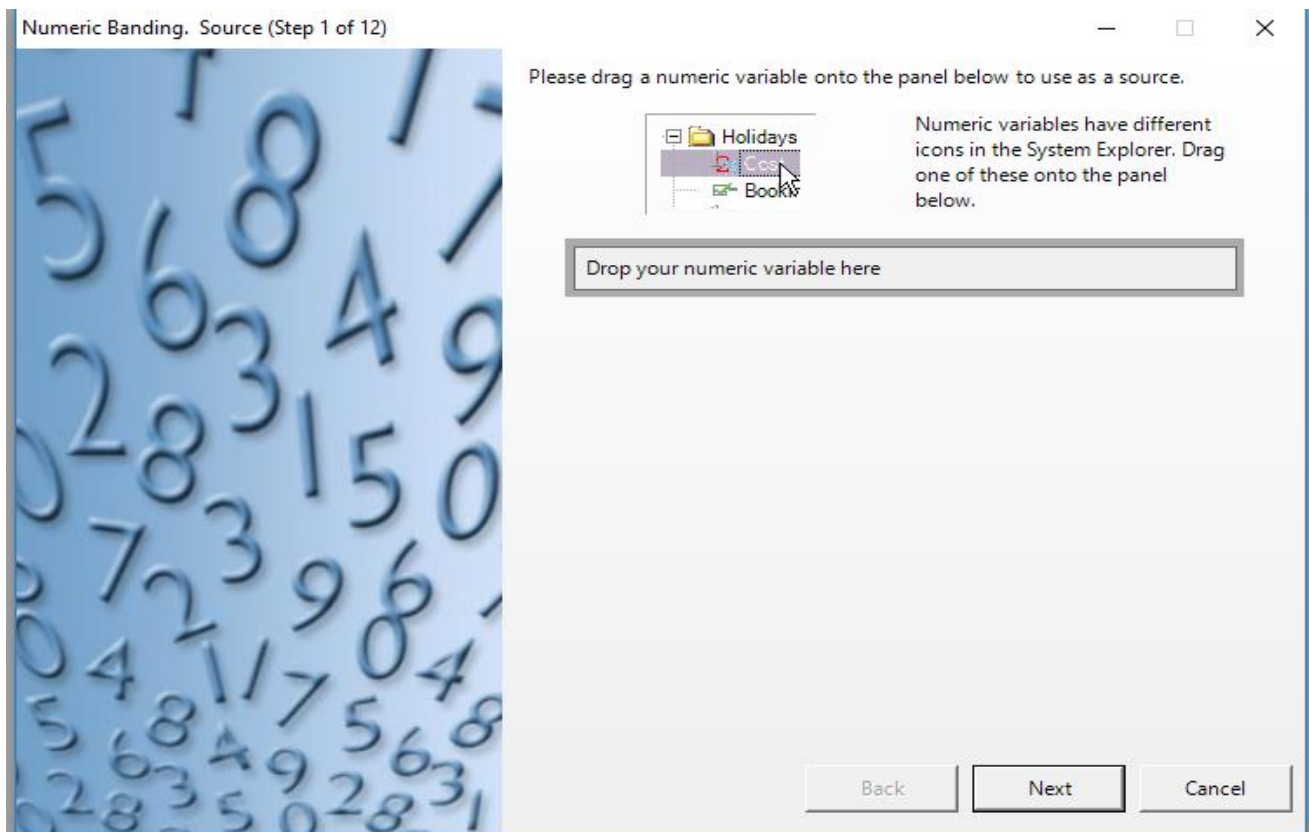 Numeric Banding. Source (Step 1 of 12)
Please drag a numeric variable onto the panel below to use as a source.
Holidays
Cost
Numeric variables have different
icons in the System Explorer. Drag
one of these onto the panel
below.
Drop your numeric variable here
Back
Next
Cancel